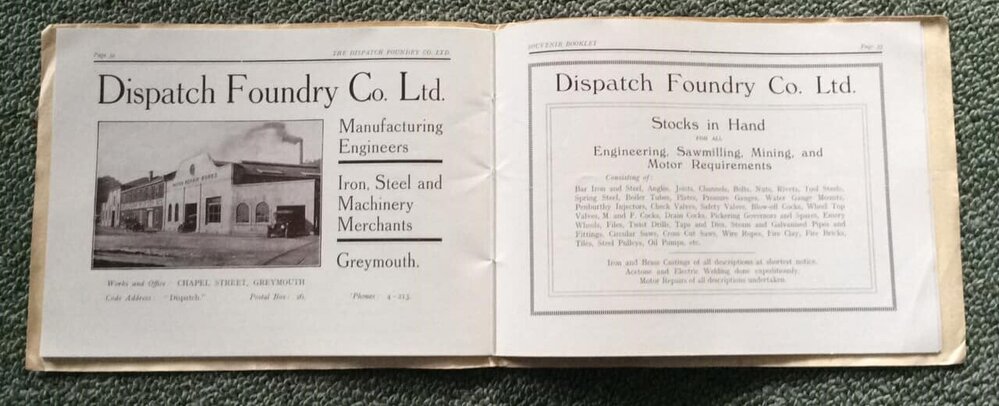 Page 32
THE DISPATCH FOUNDRY CO. LTD.
Dispatch Foundry Co. Ltd.
MOTOR REPAIR WORKS
Manufacturing
Engineers
Iron, Steel and
Machinery
Merchants
Greymouth.
Works and Office CHAPEL STREET, GREYMOUTH
Code Address: "Dispatch." Postal Box: 26. 'Phones: 4-213.
SOUVENIR BOOKLET
Page 33
Dispatch Foundry Co. Ltd.
Stocks in Hand
FOR ALL
Engineering, Sawmilling, Mining, and
Motor Requirements
Consisting of:
Bar Iron and Steel, Angles, Joists, Channels, Bolts, Nuts, Rivets, Tool Steels,
Spring Steel, Boiler Tubes, Plates, Pressure Gauges, Water Gauge Mounts,
Penberthy Injectors, Check Valves, Safety Valves, Blow-off Cocks, Wheel Top
Valves, M. and F. Cocks, Drain Cocks, Pickering Governors and Spares, Emery
Wheels, Files, Twist Drills, Taps and Dies, Steam and Galvanised Pipes and
Fittings, Circular Saws, Cross Cut Saws, Wire Ropes, Fire Clay, Fire Bricks,
Tiles, Steel Pulleys, Oil Pumps, etc.
Iron and Brass Castings of all descriptions at shortest notice.
Acetone and Electric Welding done expeditiously.
Motor Repairs of all descriptions undertaken.